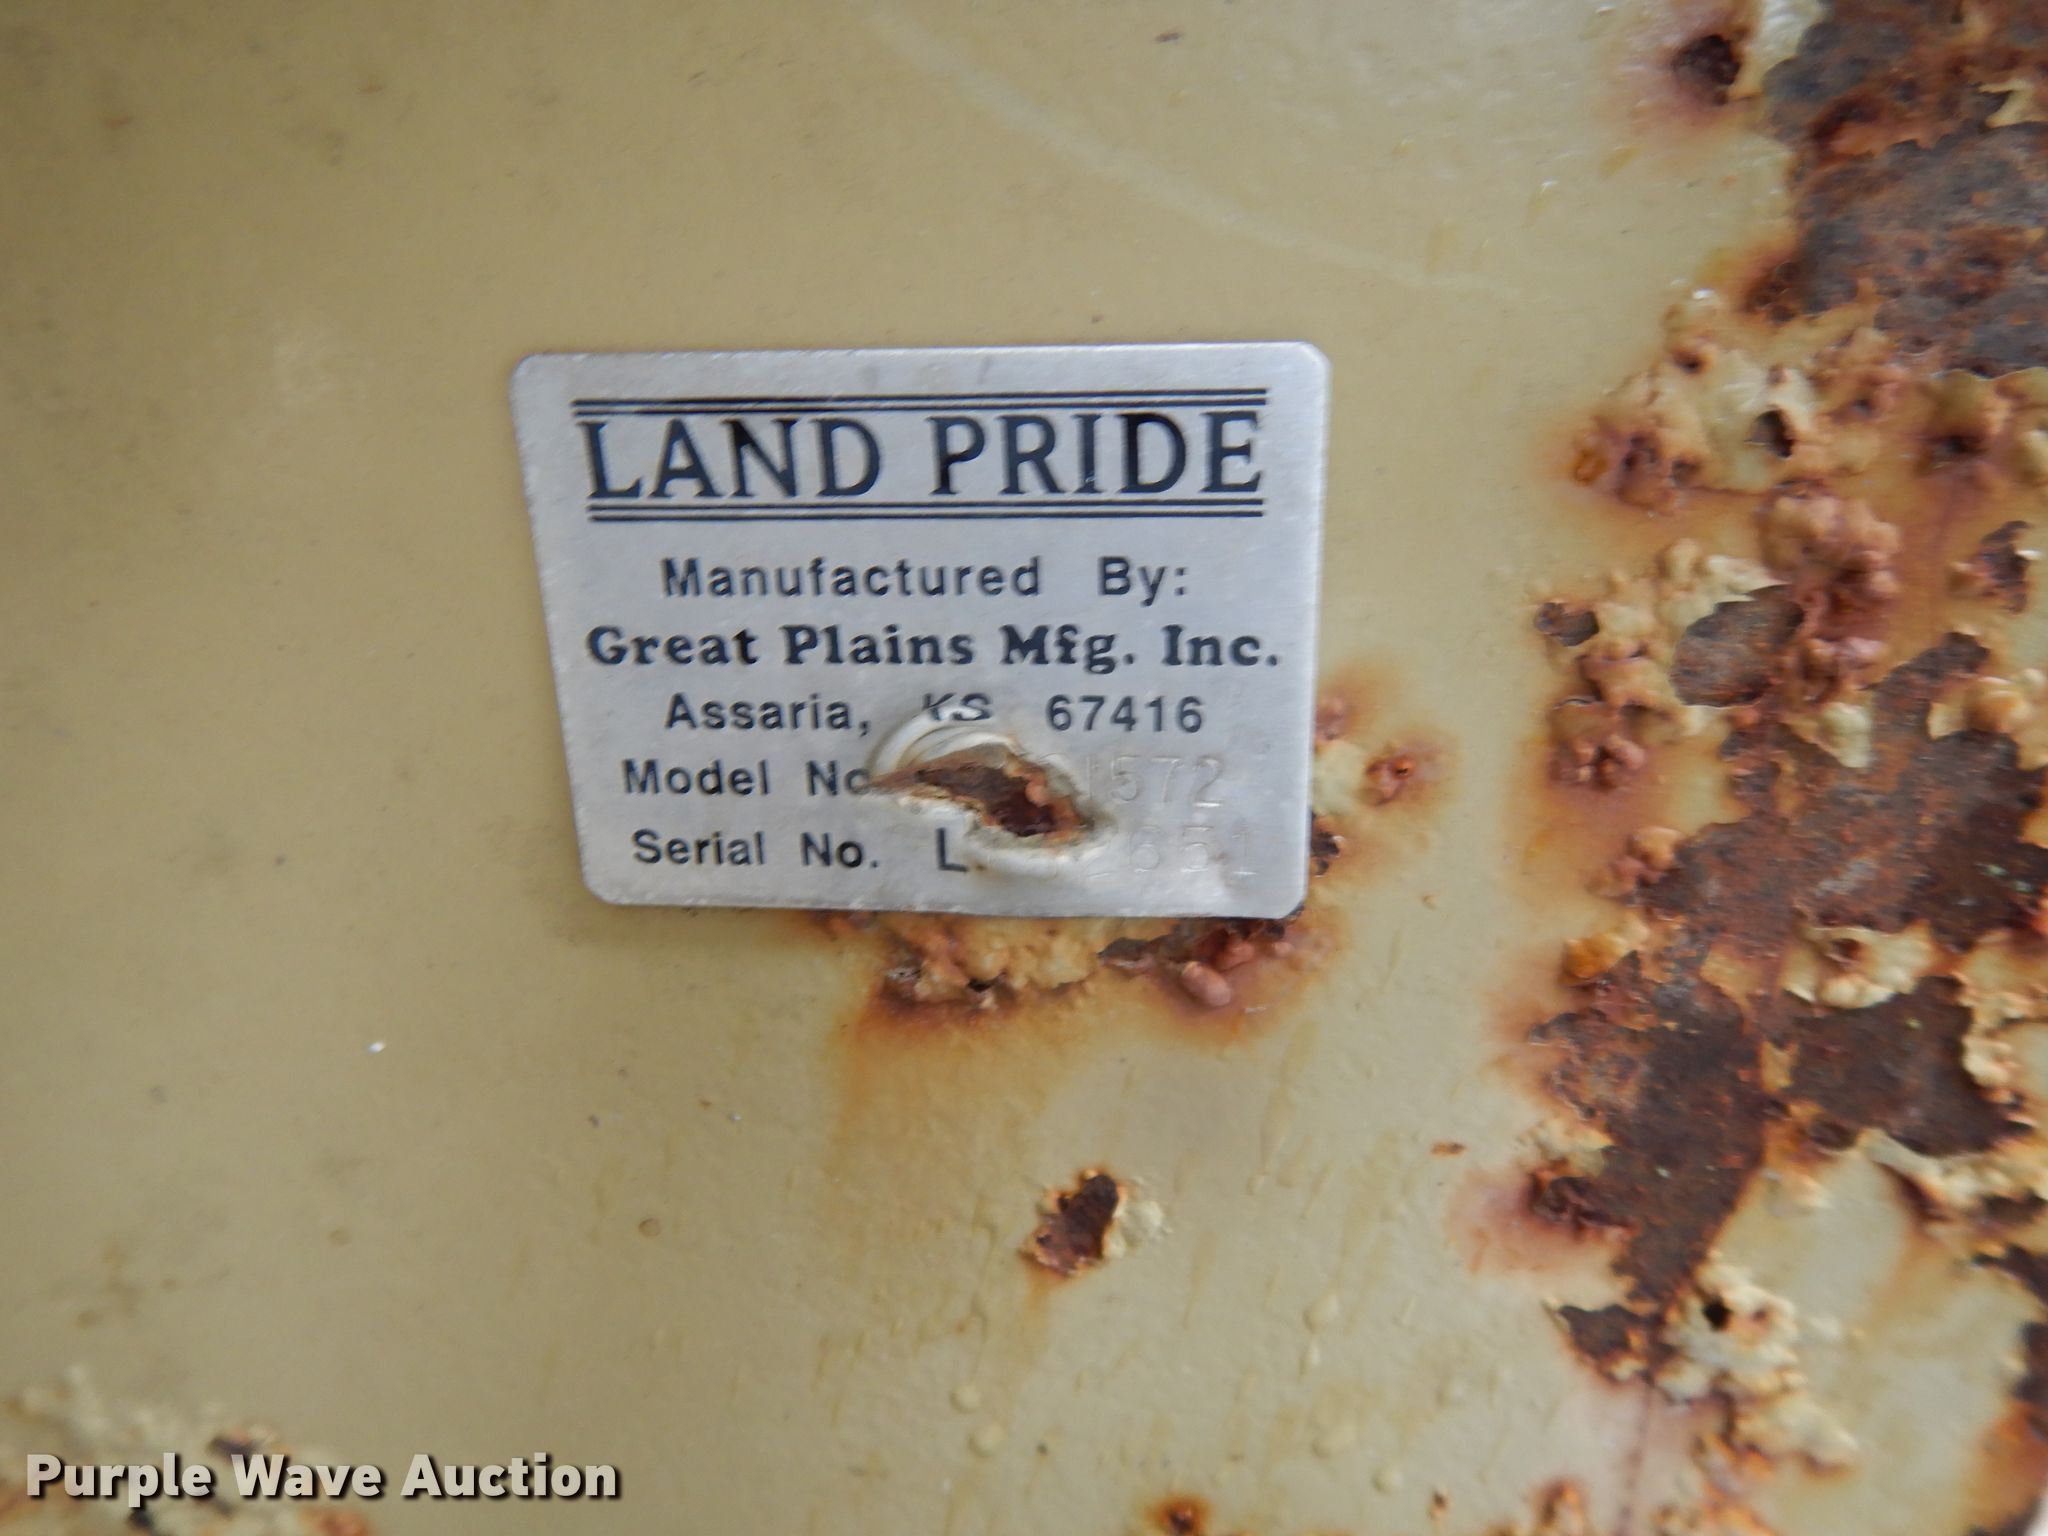 LAND PRIDE
Manufactured By:
Great Plains Mfg. Inc.
Assaria, KS 67416
Model No.
Serial No.
Purple Wave Auction